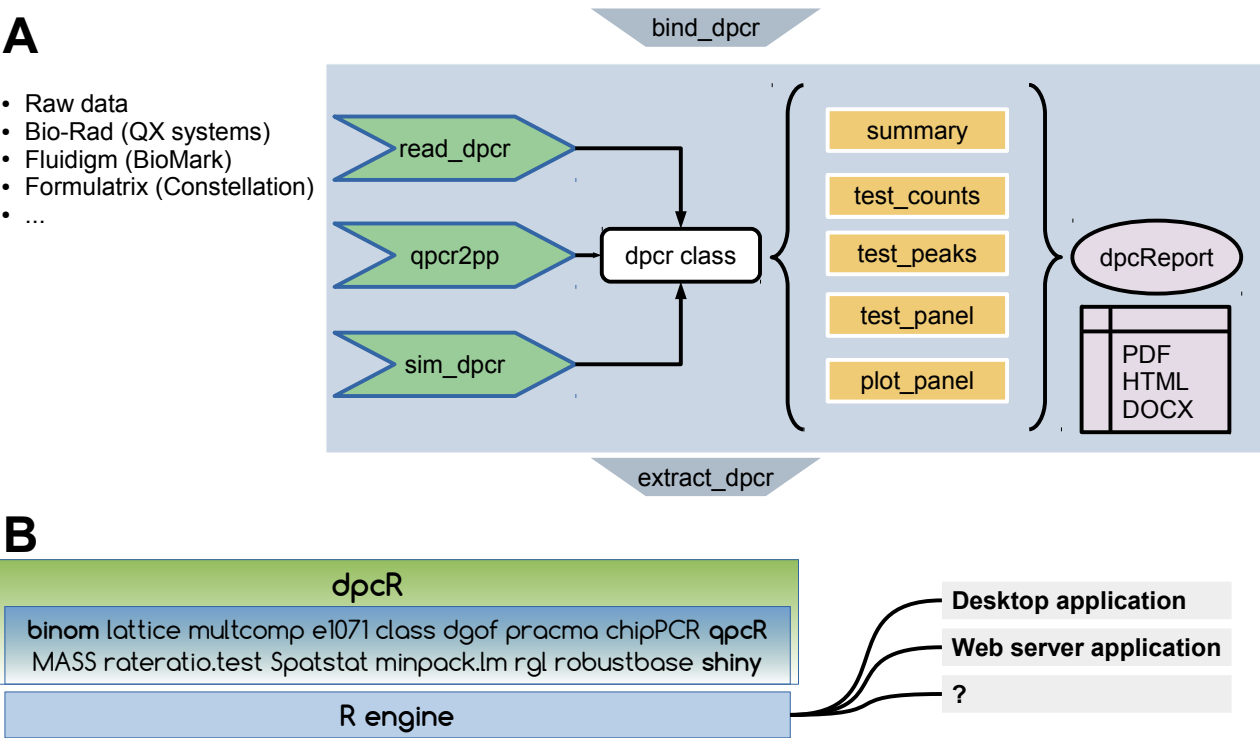 A
bind_dpcr
• Raw data
• Bio-Rad (QX systems)
• Fluidigm (BioMark)
• Formulatrix (Constellation)
• ...
read_dpcr
qpcr2pp
sim_dpcr
dpcr class
summary
test_counts
test_peaks
test_panel
plot_panel
dpcReport
PDF
HTML
DOCX
extract_dpcr
B
dpcR
binom lattice multcomp e1071 class dgof pracma chipPCR qpcR
MASS rateratio.test Spatstat minpack.lm rgl robustbase shiny
R engine
Desktop application
Web server application
?